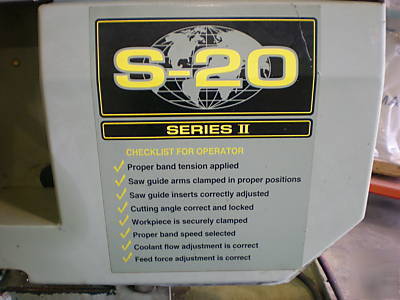 S-20
SERIES II
CHECKLIST FOR OPERATOR
Proper band tension applied
Saw guide arms clamped in proper positions
Saw guide inserts correctly adjusted
Cutting angle correct and locked
Workpiece is securely clamped
Proper band speed selected
Coolant flow adjustment is correct
Feed force adjustment is correct